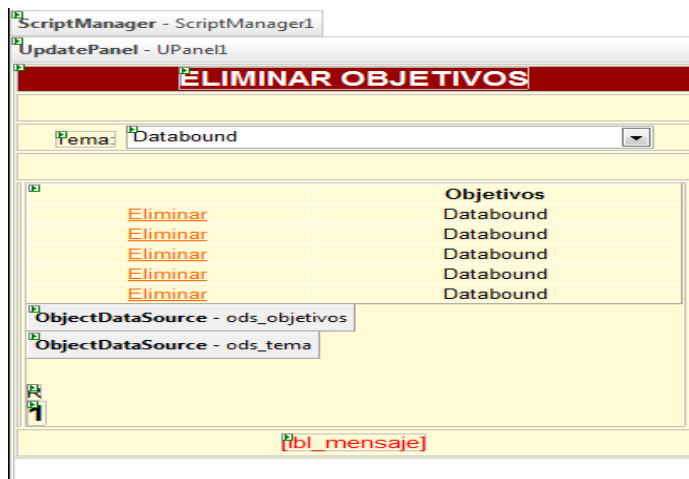 ScriptManager - ScriptManager1
UpdatePanel - UPanel1
ELIMINAR OBJETIVOS
Tema: Databound
Objetivos
Eliminar Databound
Eliminar Databound
Eliminar Databound
Eliminar Databound
Eliminar Databound
ObjectDataSource - ods_objetivos
ObjectDataSource - ods_tema
R
1
[lbl_mensaje]